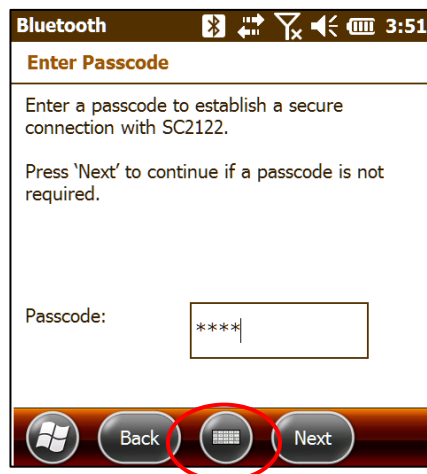 Bluetooth 3:51
Enter Passcode
Enter a passcode to establish a secure
connection with SC2122.
Press ‘Next’ to continue if a passcode is not
required.
Passcode: ****
Back Next